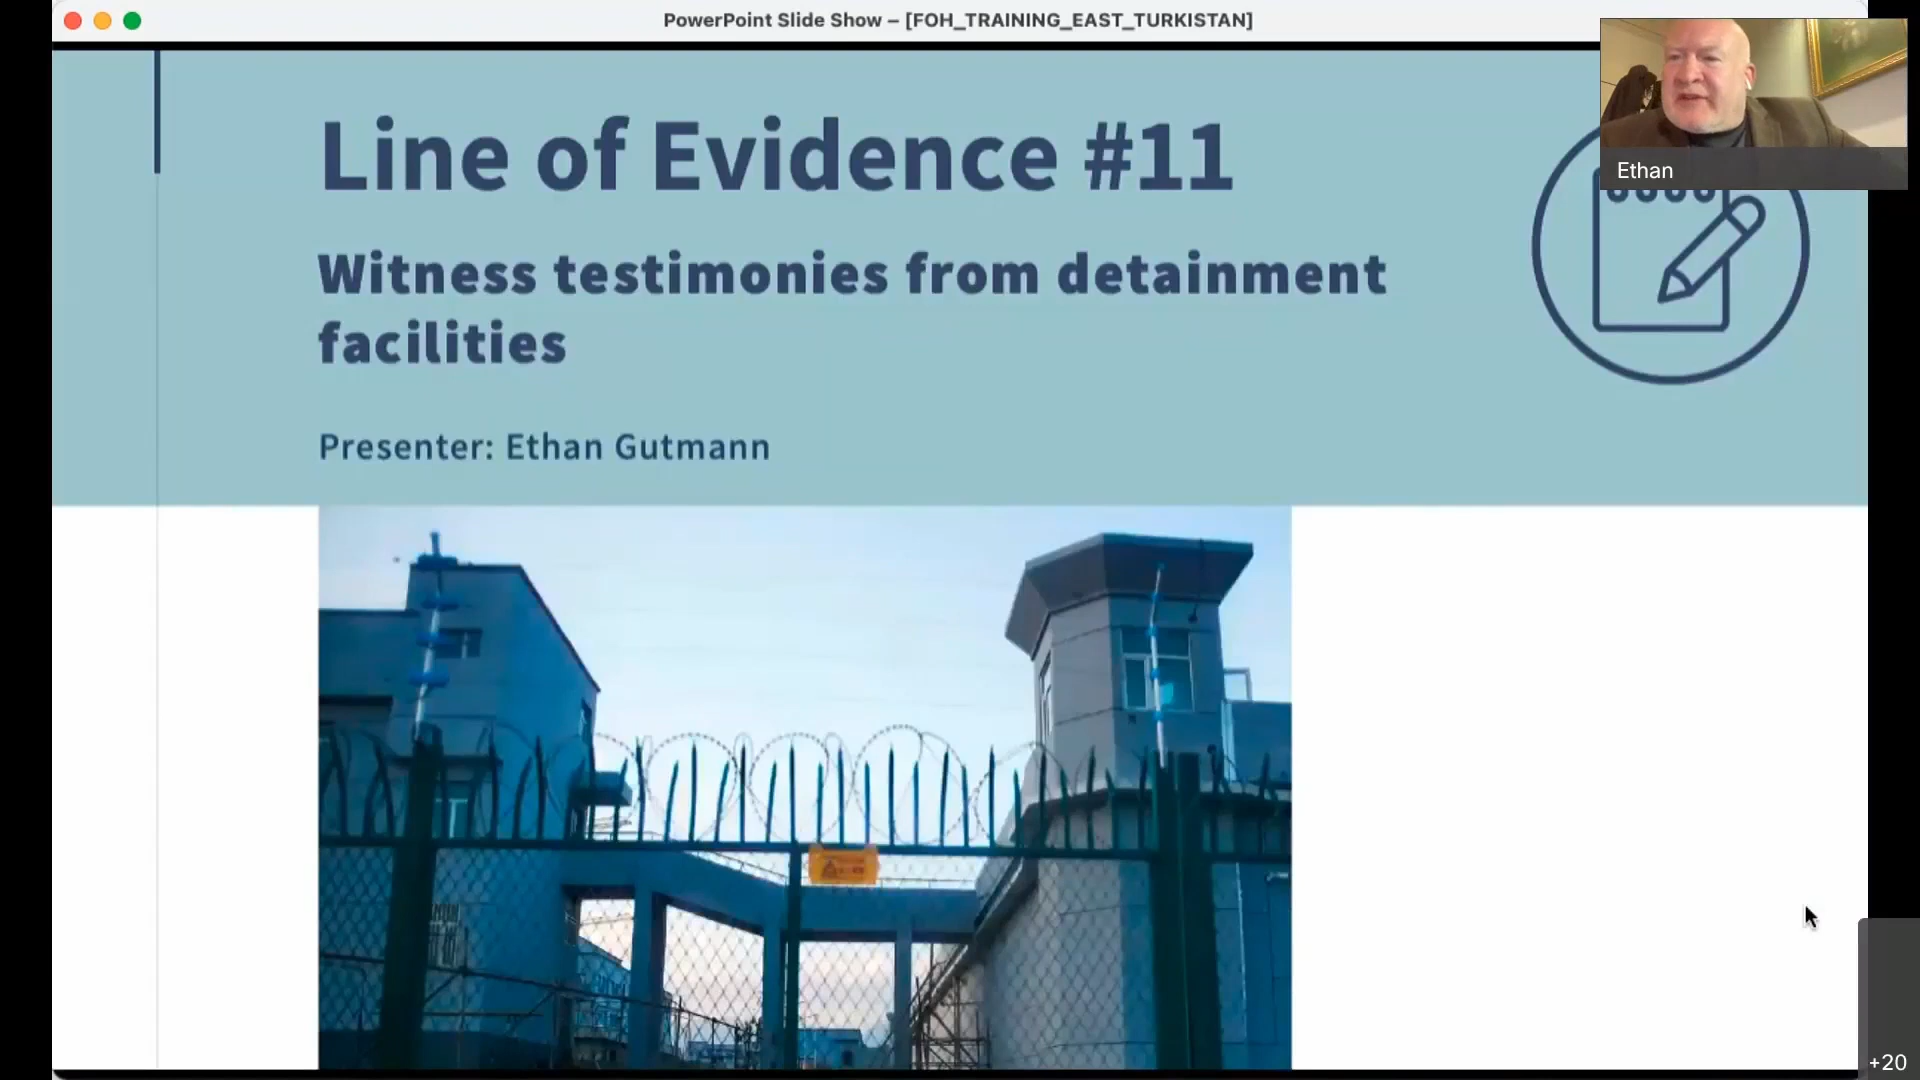 PowerPoint Slide Show – [FOH_TRAINING_EAST_TURKISTAN]
Ethan
Line of Evidence #11
Witness testimonies from detainment
facilities
Presenter: Ethan Gutmann
+20